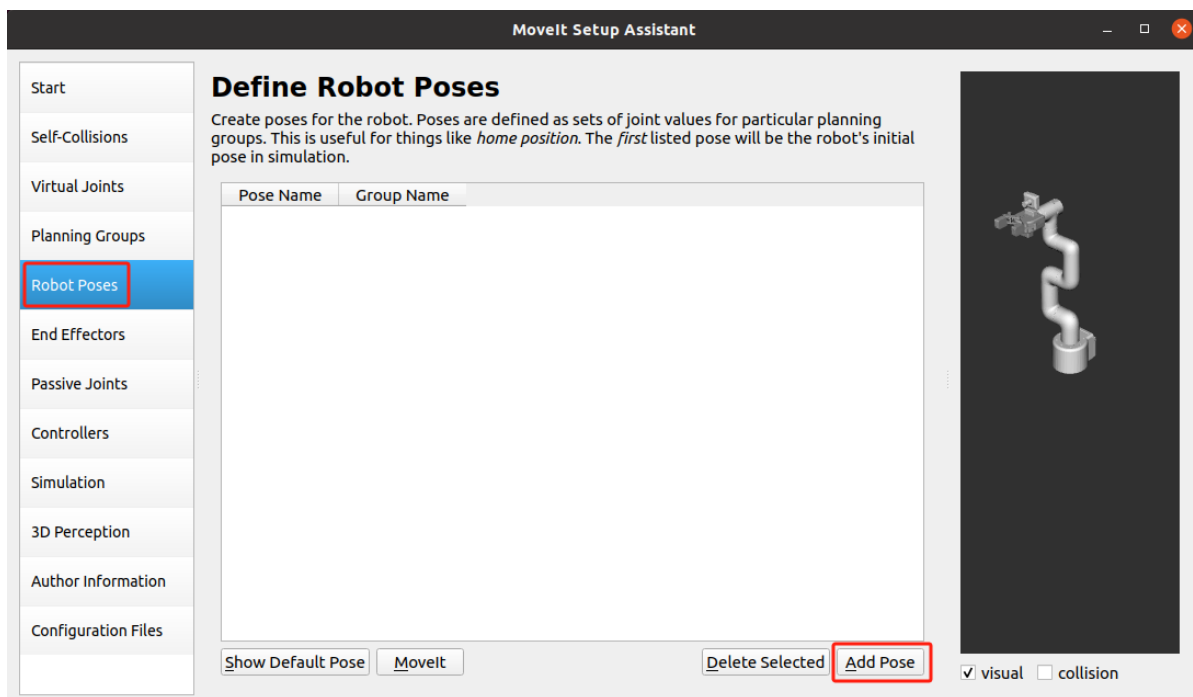 MoveIt Setup Assistant
Start
Self-Collisions
Virtual Joints
Planning Groups
Robot Poses
End Effectors
Passive Joints
Controllers
Simulation
3D Perception
Author Information
Configuration Files
Define Robot Poses
Create poses for the robot. Poses are defined as sets of joint values for particular planning
groups. This is useful for things like home position. The first listed pose will be the robot's initial
pose in simulation.
Pose Name Group Name
Show Default Pose MoveIt Delete Selected Add Pose
visual collision